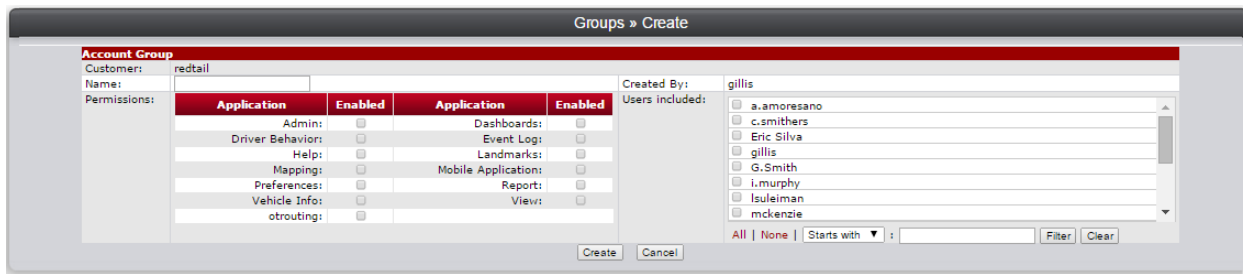 Groups » Create
Account Group
Customer: redtail
Name: Created By: gillis
Permissions: Users included:
Application Enabled Application Enabled
Admin: Dashboards:
Driver Behavior: Event Log:
Help: Landmarks:
Mapping: Mobile Application:
Preferences: Report:
Vehicle Info: View:
otrouting:
a.amoresano
c.smithers
Eric Silva
gillis
G.Smith
i.murphy
lsuleiman
mckenzie
All | None | Starts with ▼ : Filter Clear
Create Cancel